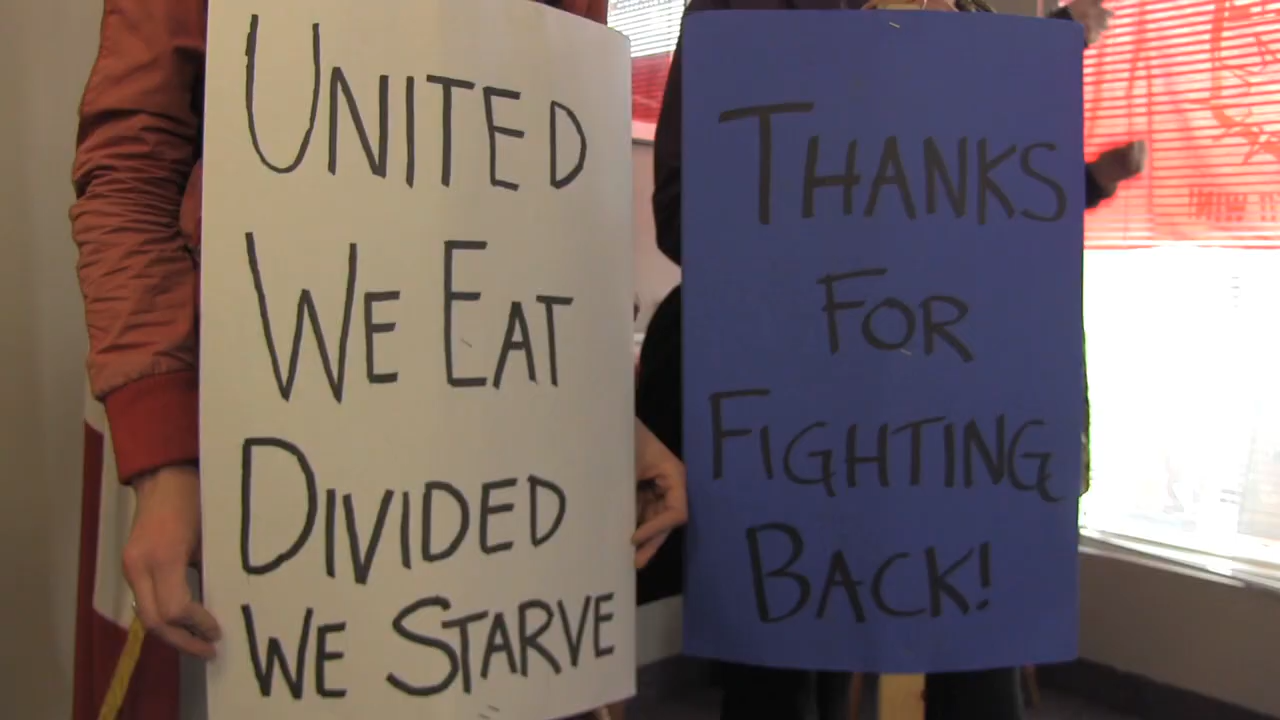 UNITED
WE EAT
DIVIDED
WE STARVE
THANKS
FOR
FIGHTING
BACK!